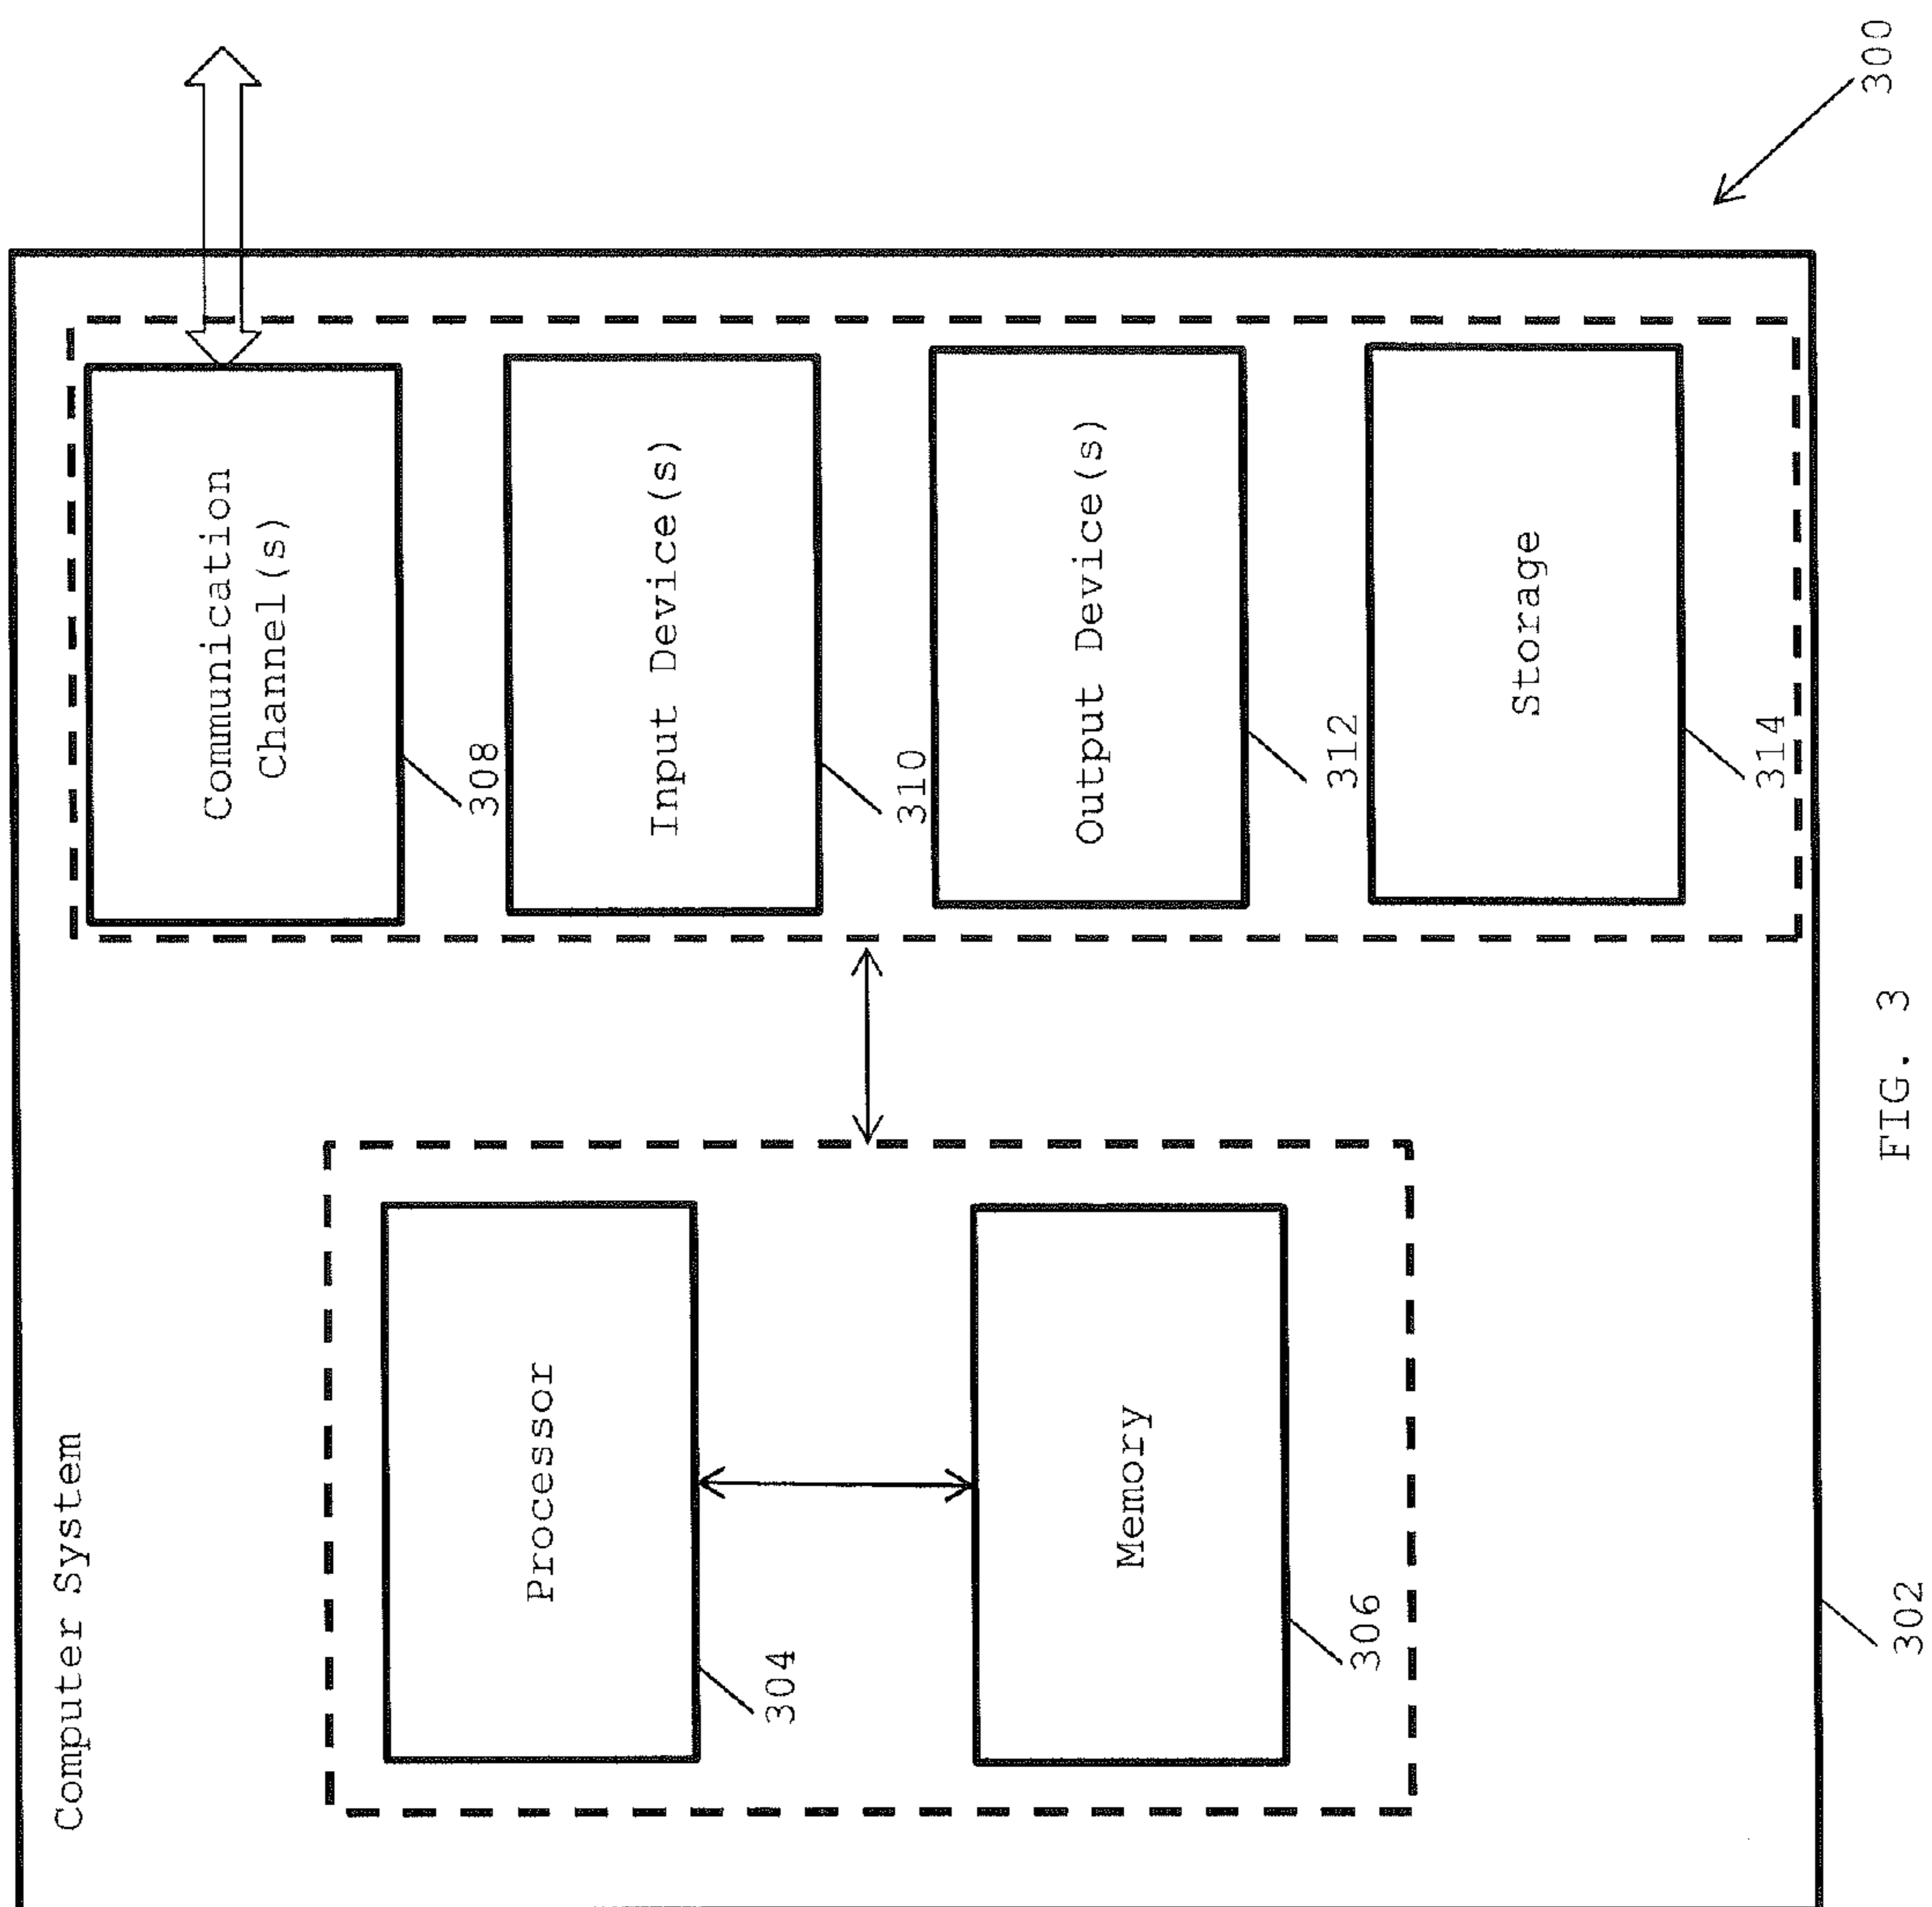 Computer System
Processor
304
Memory
306
Communication
Channel(s)
308
Input Device(s)
310
Output Device(s)
312
Storage
314
302
300
FIG. 3